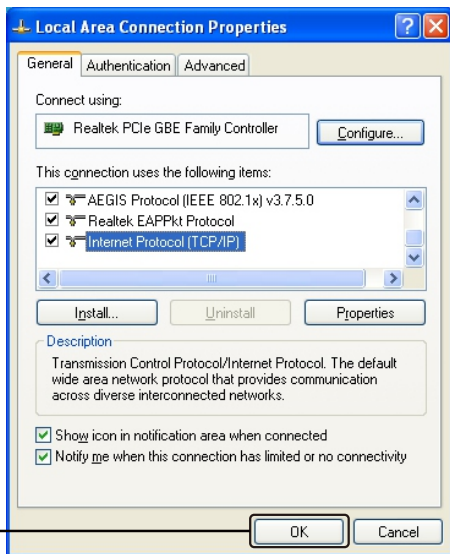 Local Area Connection Properties
General Authentication Advanced
Connect using:
Realtek PCIe GBE Family Controller
Configure...
This connection uses the following items:
AEGIS Protocol (IEEE 802.1x) v3.7.5.0
Realtek EAPPkt Protocol
Internet Protocol (TCP/IP)
Install... Uninstall Properties
Description
Transmission Control Protocol/Internet Protocol. The default
wide area network protocol that provides communication
across diverse interconnected networks.
Show icon in notification area when connected
Notify me when this connection has limited or no connectivity
OK Cancel